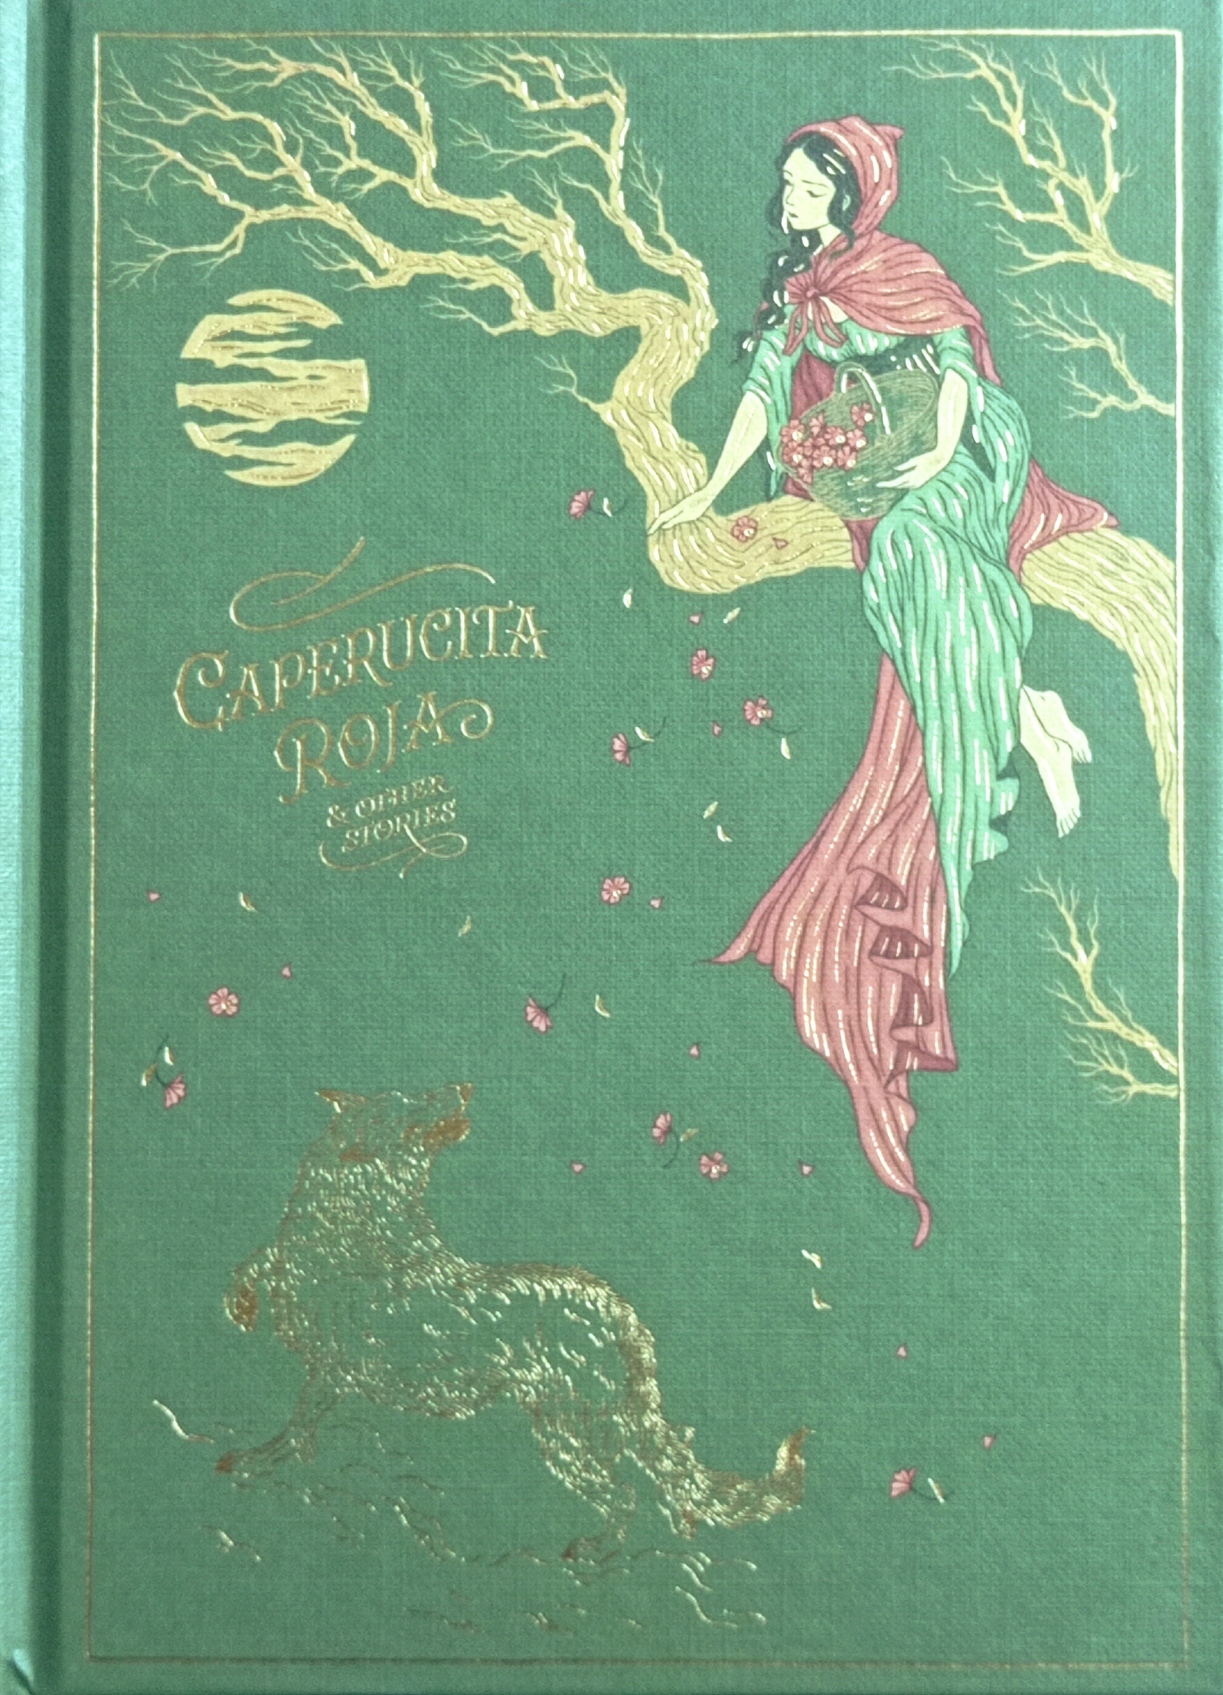 CAPERUCITA
ROJA
& OTHER
STORIES